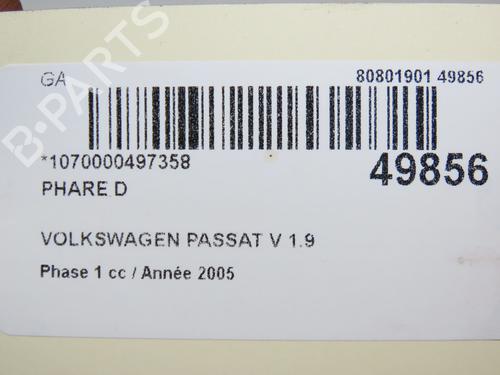 GA 80801901 49856
*1070000497358 49856
PHARE D
VOLKSWAGEN PASSAT V 1.9
Phase 1 cc / Année 2005
B-PARTS